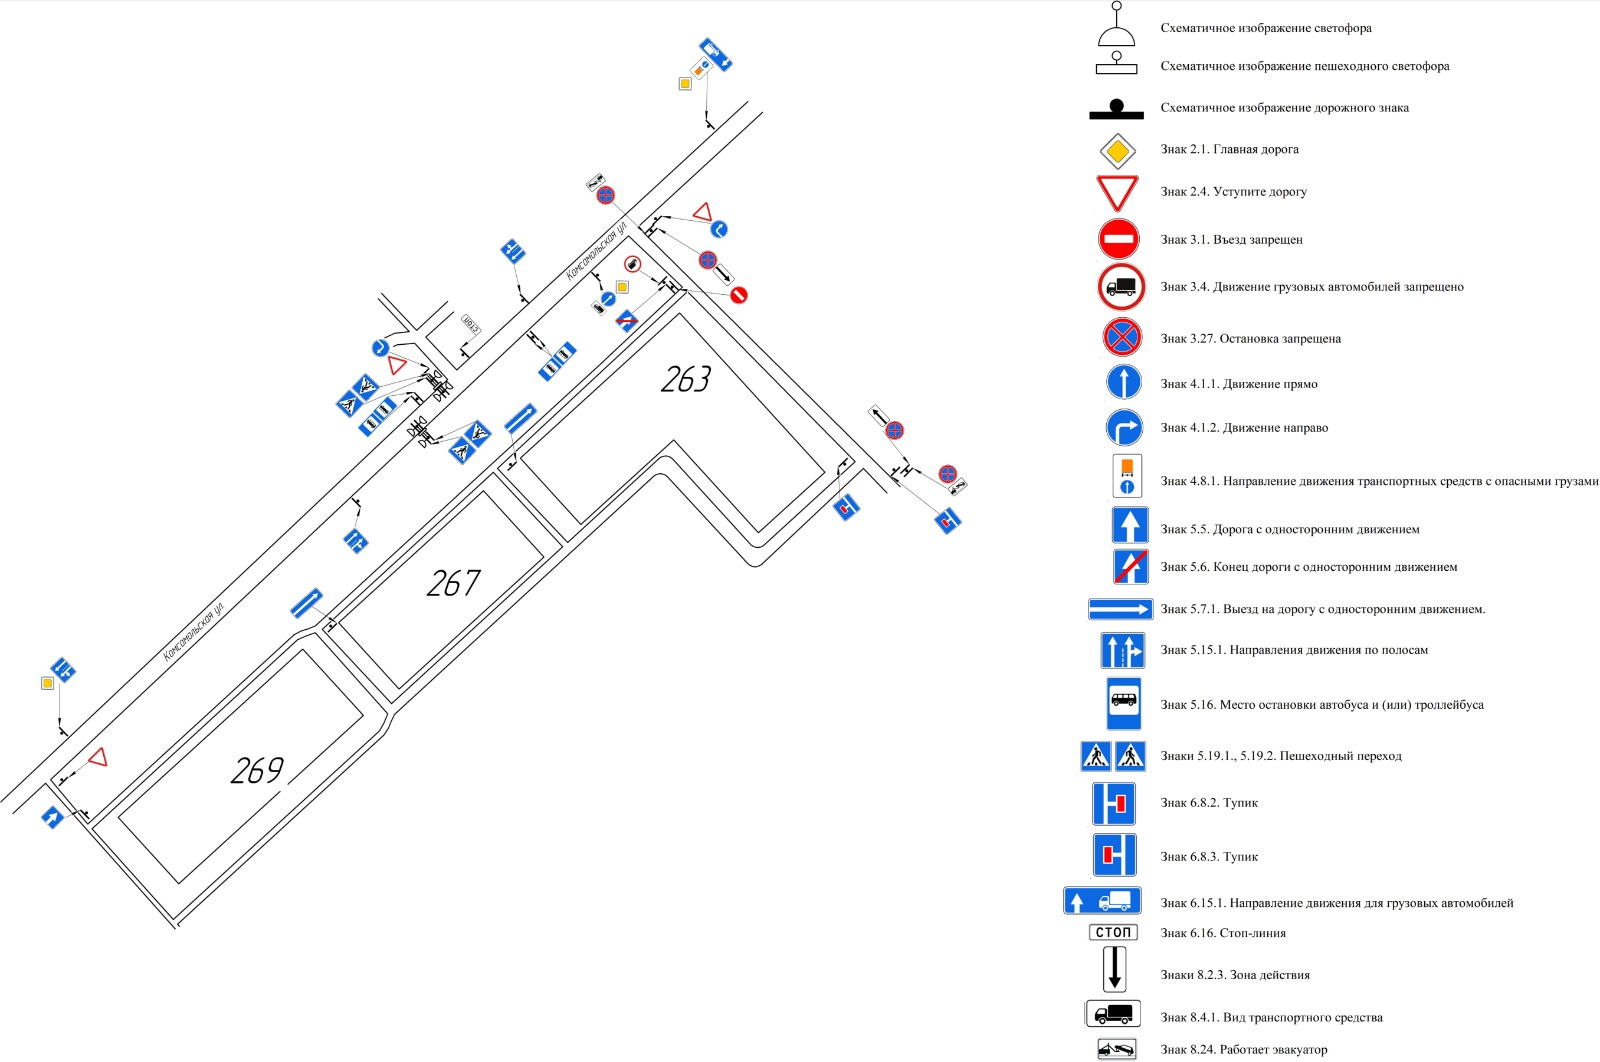 Комсомольская ул.
СТОП
263
267
Комсомольская ул.
269
Схематичное изображение светофора
Схематичное изображение пешеходного светофора
Схематичное изображение дорожного знака
Знак 2.1. Главная дорога
Знак 2.4. Уступите дорогу
Знак 3.1. Въезд запрещен
Знак 3.4. Движение грузовых автомобилей запрещено
Знак 3.27. Остановка запрещена
Знак 4.1.1. Движение прямо
Знак 4.1.2. Движение направо
Знак 4.8.1. Направление движения транспортных средств с опасными грузами
Знак 5.5. Дорога с односторонним движением
Знак 5.6. Конец дороги с односторонним движением
Знак 5.7.1. Выезд на дорогу с односторонним движением.
Знак 5.15.1. Направления движения по полосам
Знак 5.16. Место остановки автобуса и (или) троллейбуса
Знаки 5.19.1., 5.19.2. Пешеходный переход
Знак 6.8.2. Тупик
Знак 6.8.3. Тупик
Знак 6.15.1. Направление движения для грузовых автомобилей
СТОП Знак 6.16. Стоп-линия
Знаки 8.2.3. Зона действия
Знак 8.4.1. Вид транспортного средства
Знак 8.24. Работает эвакуатор